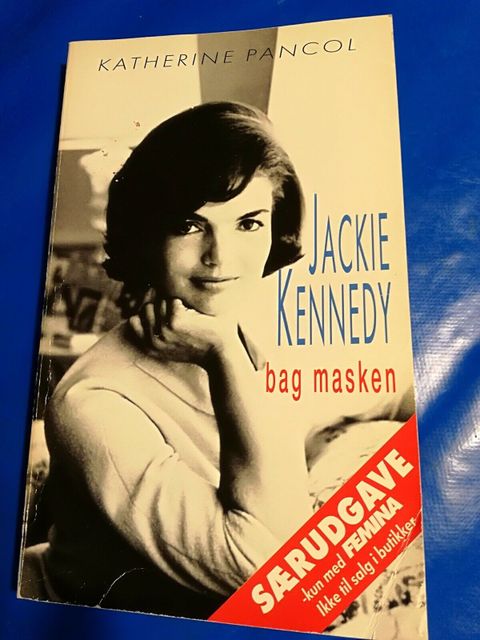 KATHERINE PANCOL
JACKIE
KENNEDY
bag masken
SÆRUDGAVE
-kun med FEMINA
Ikke til salg i butikker